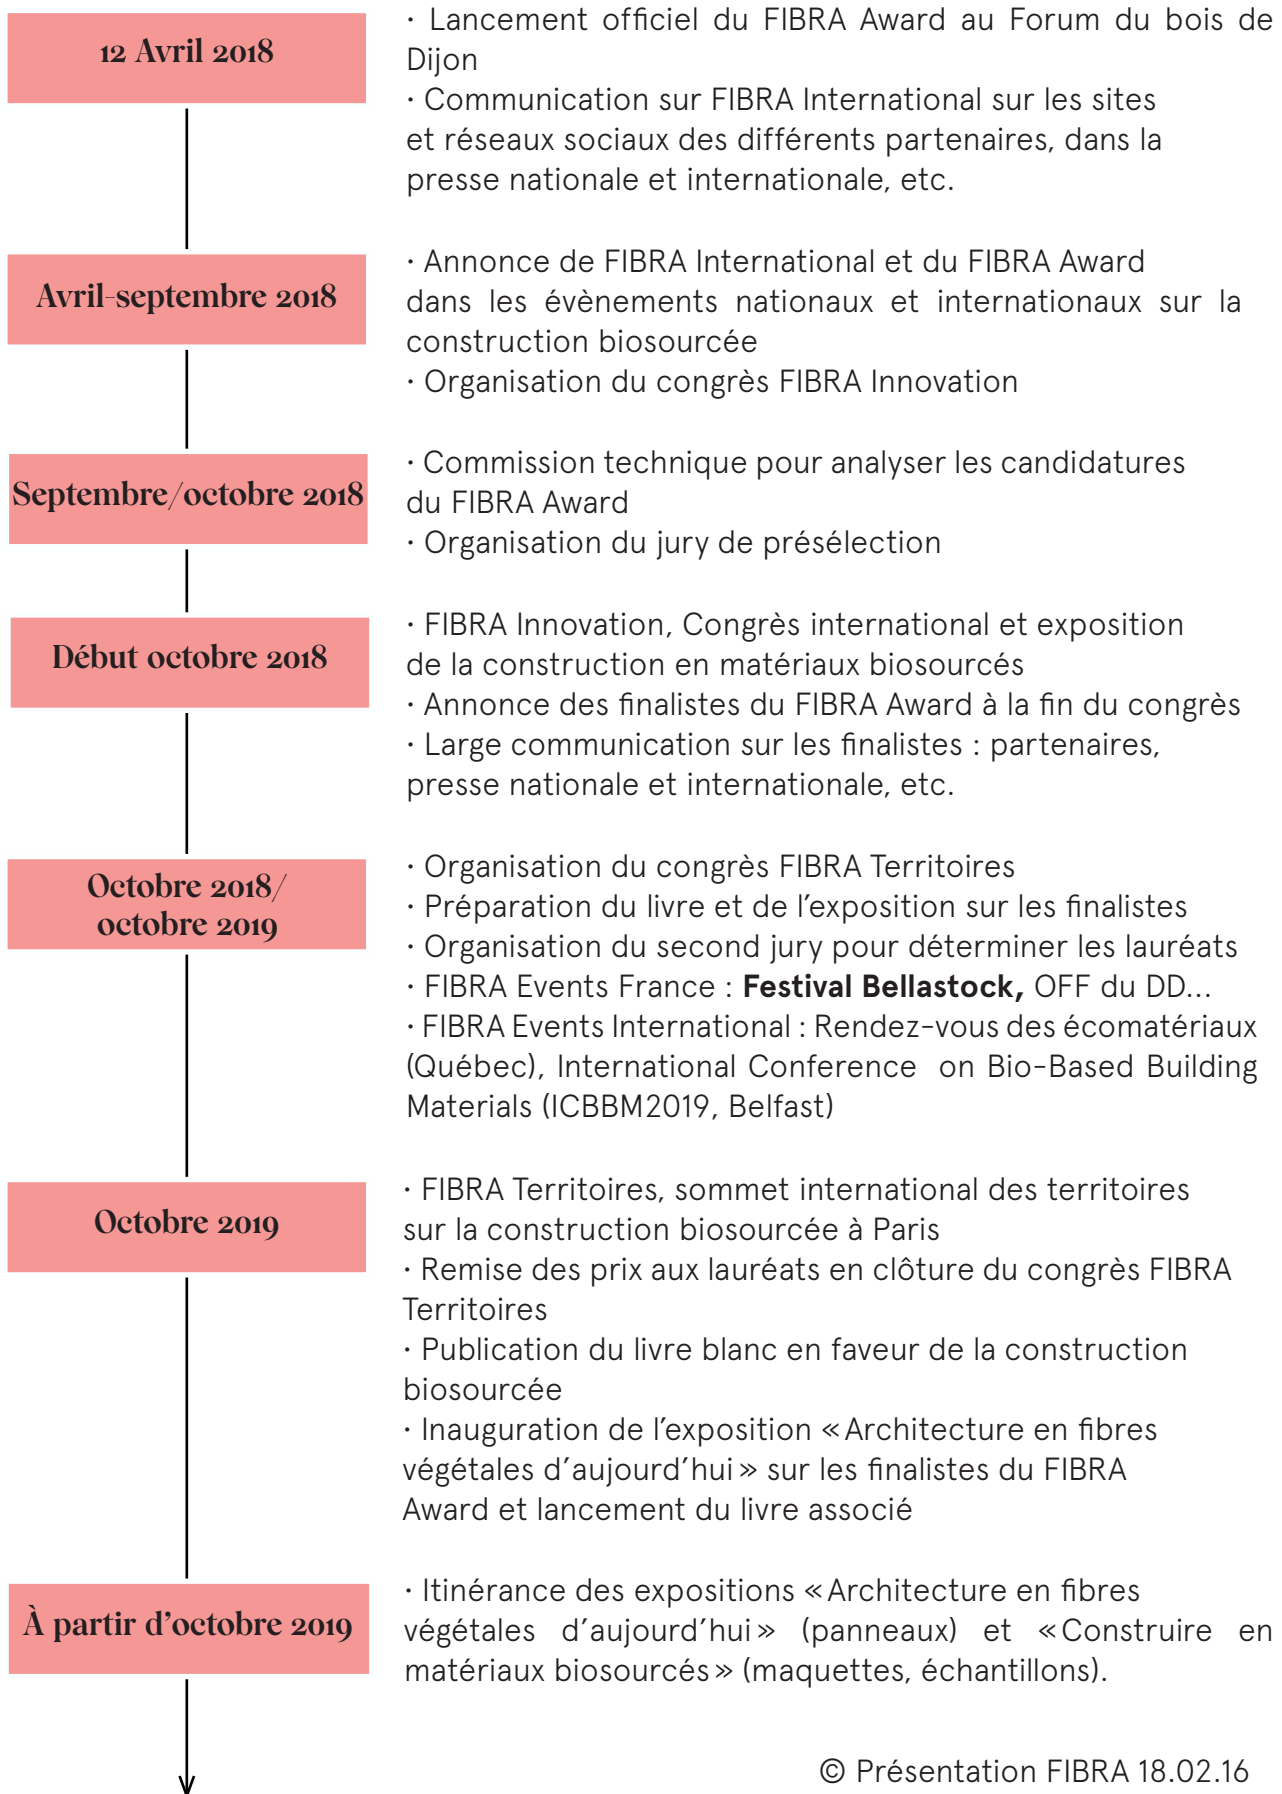 12 Avril 2018
· Lancement officiel du FIBRA Award au Forum du bois de
Dijon
· Communication sur FIBRA International sur les sites
et réseaux sociaux des différents partenaires, dans la
presse nationale et internationale, etc.
Avril-septembre 2018
· Annonce de FIBRA International et du FIBRA Award
dans les évènements nationaux et internationaux sur la
construction biosourcée
· Organisation du congrès FIBRA Innovation
Septembre/octobre 2018
· Commission technique pour analyser les candidatures
du FIBRA Award
· Organisation du jury de présélection
Début octobre 2018
· FIBRA Innovation, Congrès international et exposition
de la construction en matériaux biosourcés
· Annonce des finalistes du FIBRA Award à la fin du congrès
· Large communication sur les finalistes : partenaires,
presse nationale et internationale, etc.
Octobre 2018/
octobre 2019
· Organisation du congrès FIBRA Territoires
· Préparation du livre et de l'exposition sur les finalistes
· Organisation du second jury pour déterminer les lauréats
· FIBRA Events France : Festival Bellastock, OFF du DD...
· FIBRA Events International : Rendez-vous des écomatériaux
(Québec), International Conference on Bio-Based Building
Materials (ICBBM2019, Belfast)
Octobre 2019
· FIBRA Territoires, sommet international des territoires
sur la construction biosourcée à Paris
· Remise des prix aux lauréats en clôture du congrès FIBRA
Territoires
· Publication du livre blanc en faveur de la construction
biosourcée
· Inauguration de l'exposition « Architecture en fibres
végétales d'aujourd'hui » sur les finalistes du FIBRA
Award et lancement du livre associé
À partir d'octobre 2019
· Itinérance des expositions « Architecture en fibres
végétales d'aujourd'hui » (panneaux) et « Construire en
matériaux biosourcés » (maquettes, échantillons).
© Présentation FIBRA 18.02.16